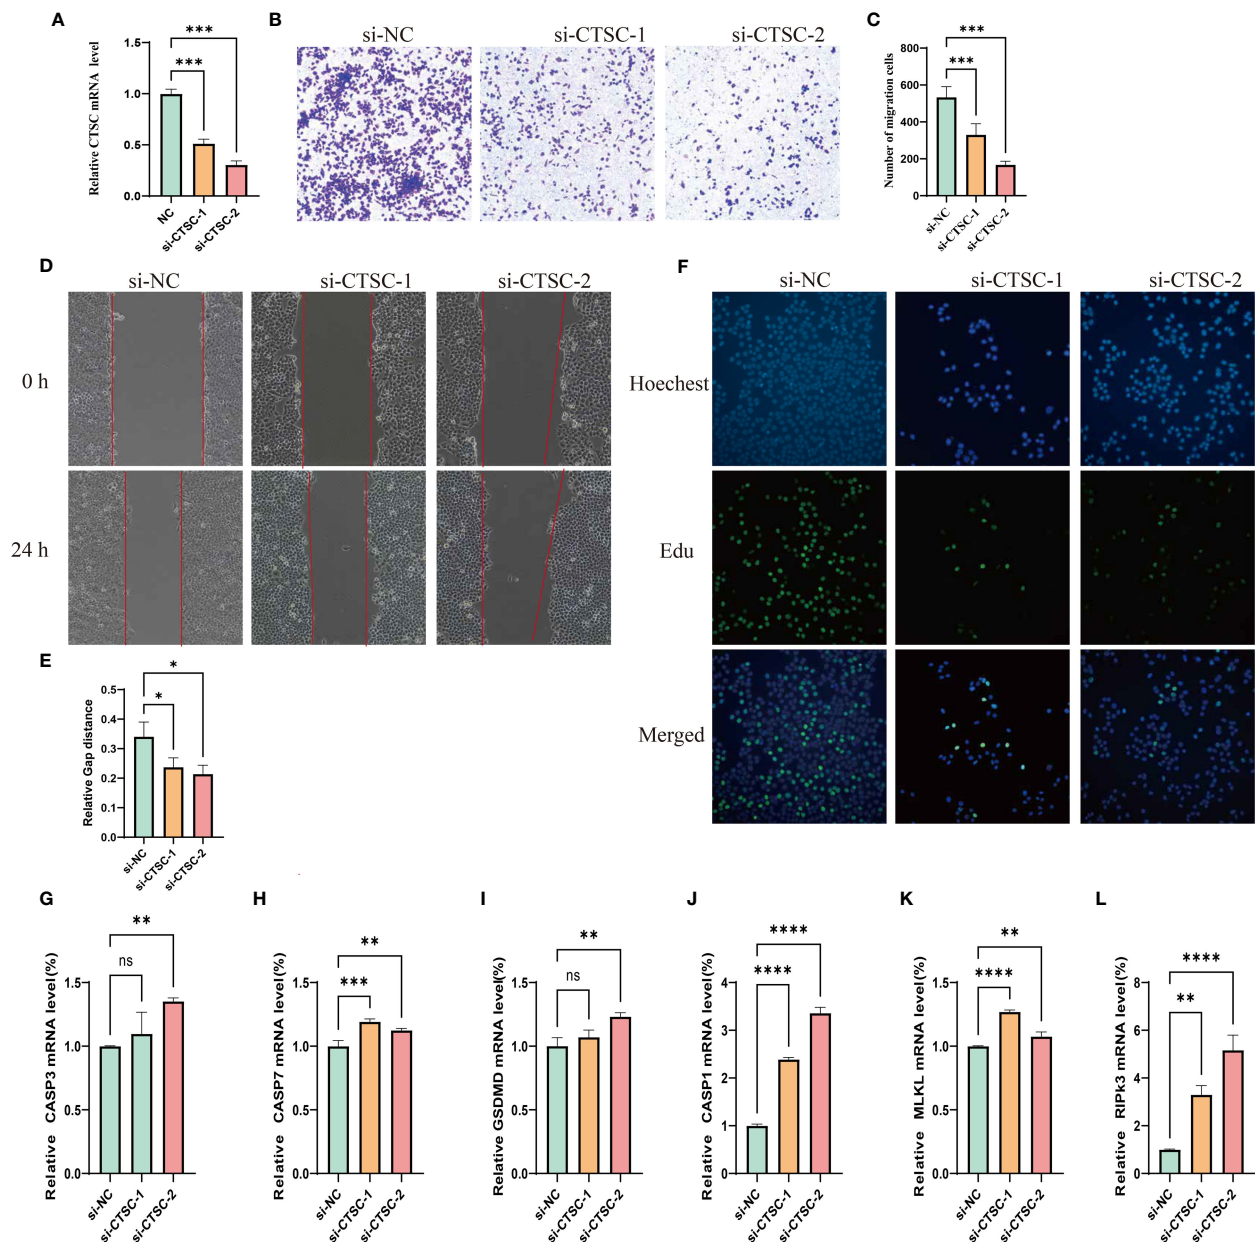 A
Relative CTSC mRNA level
1.5
1.0
0.5
0.0
***
***
NC
si-CTSC-1
si-CTSC-2
B
si-NC
si-CTSC-1
si-CTSC-2
C
Number of migration cells
800
600
400
200
0
***
***
si-NC
si-CTSC-1
si-CTSC-2
D
si-NC
si-CTSC-1
si-CTSC-2
0 h
24 h
E
Relative Gap distance
0.5
0.4
0.3
0.2
0.1
0.0
*
*
si-NC
si-CTSC-1
si-CTSC-2
F
si-NC
si-CTSC-1
si-CTSC-2
Hoechest
Edu
Merged
G
Relative CASP3 mRNA level(%)
1.5
1.0
0.5
0.0
**
ns
si-NC
si-CTSC-1
si-CTSC-2
H
Relative CASP7 mRNA level(%)
1.5
1.0
0.5
0.0
**
***
si-NC
si-CTSC-1
si-CTSC-2
I
Relative GSDMD mRNA level(%)
1.5
1.0
0.5
0.0
**
ns
si-NC
si-CTSC-1
si-CTSC-2
J
Relative CASP1 mRNA level(%)
4
3
2
1
0
****
****
si-NC
si-CTSC-1
si-CTSC-2
K
Relative MLKL mRNA level(%)
1.5
1.0
0.5
0.0
**
****
si-NC
si-CTSC-1
si-CTSC-2
L
Relative RIPk3 mRNA level(%)
8
6
4
2
0
****
**
si-NC
si-CTSC-1
si-CTSC-2